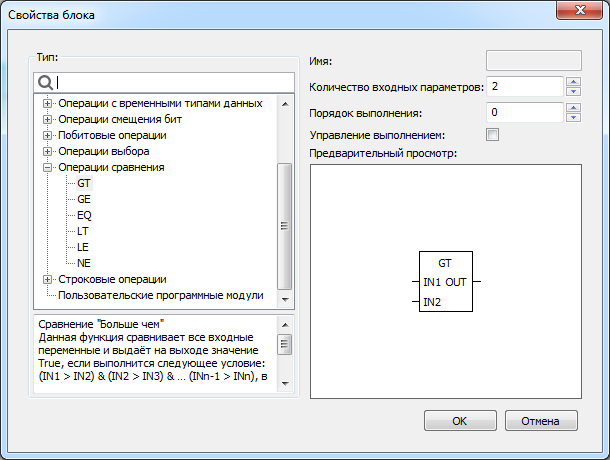 Свойства блока
Тип:
Операции с временными типами данных
Операции смещения бит
Побитовые операции
Операции выбора
Операции сравнения
GT
GE
EQ
LT
LE
NE
Строковые операции
Пользовательские программные модули
Сравнение "Больше чем"
Данная функция сравнивает все входные
переменные и выдаёт на выходе значение
True, если выполнится следующее условие:
(IN1 > IN2) & (IN2 > IN3) & ... (INn-1 > INn), в
Имя:
Количество входных параметров: 2
Порядок выполнения: 0
Управление выполнением:
Предварительный просмотр:
GT
IN1 OUT
IN2
OK
Отмена